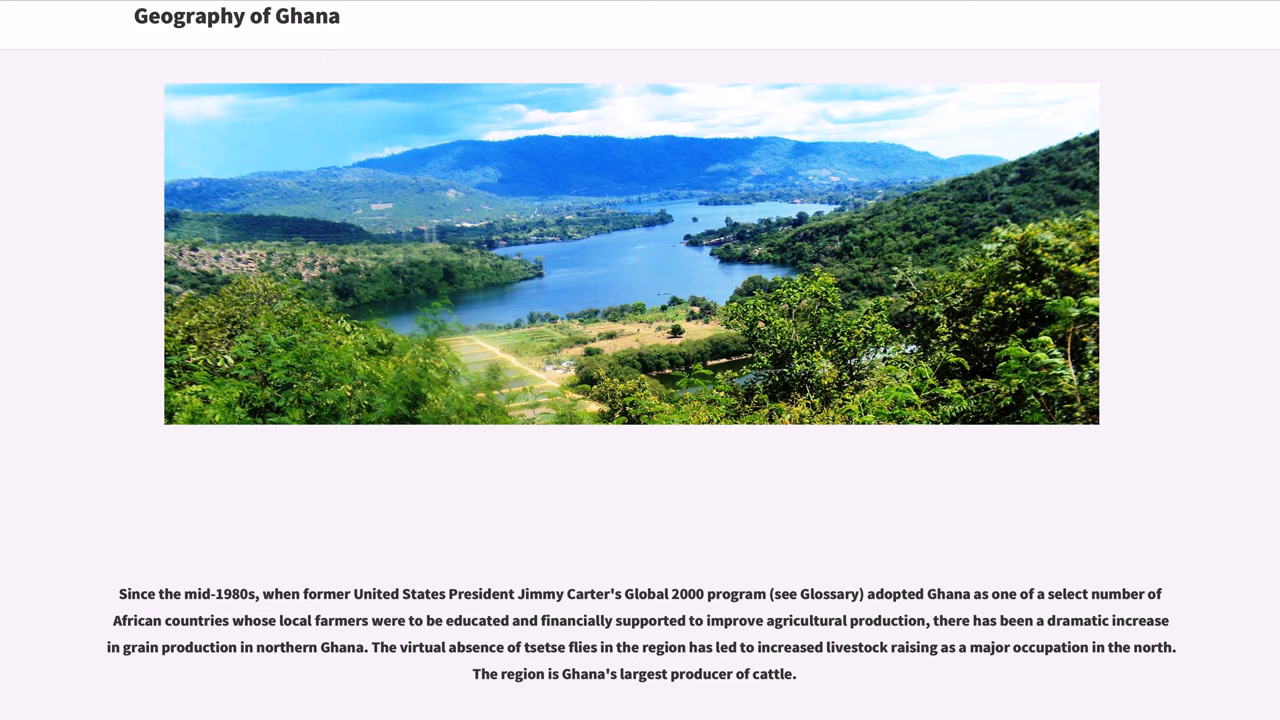 Geography of Ghana
Since the mid-1980s, when former United States President Jimmy Carter's Global 2000 program (see Glossary) adopted Ghana as one of a select number of
African countries whose local farmers were to be educated and financially supported to improve agricultural production, there has been a dramatic increase
in grain production in northern Ghana. The virtual absence of tsetse flies in the region has led to increased livestock raising as a major occupation in the north.
The region is Ghana's largest producer of cattle.